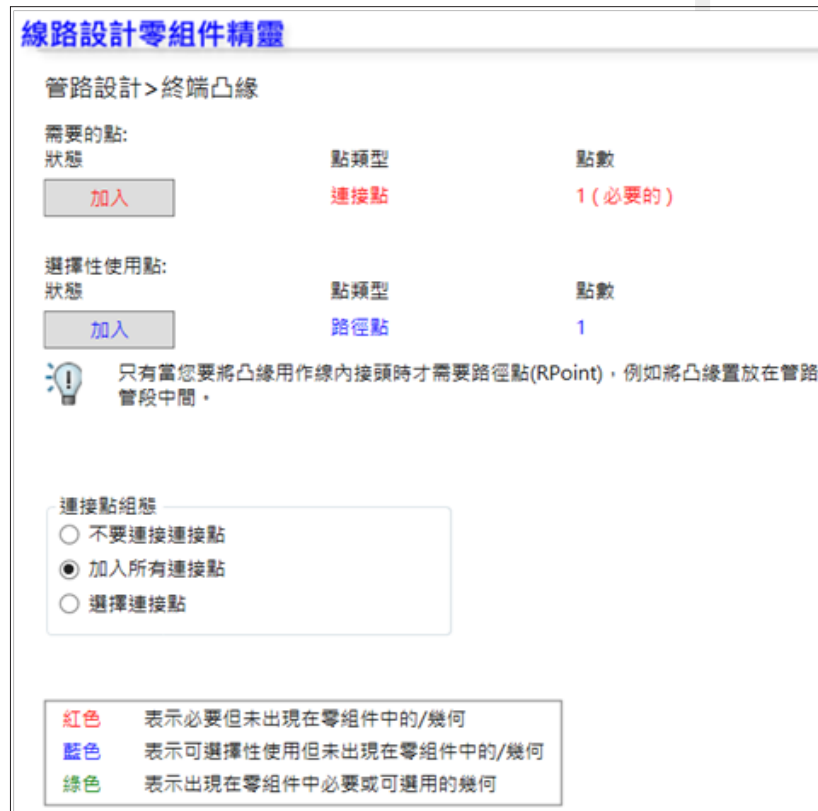 線路設計零組件精靈
管路設計>終端凸緣
需要的點:
狀態 點類型 點數
加入 連接點 1 ( 必要的 )
選擇性使用點:
狀態 點類型 點數
加入 路徑點 1
只有當您要將凸緣用作線內接頭時才需要路徑點(RPoint)，例如將凸緣置放在管路
管段中間。
連接點組態
不要連接連接點
加入所有連接點
選擇連接點
紅色 表示必要但未出現在零組件中的/幾何
藍色 表示可選擇性使用但未出現在零組件中的/幾何
綠色 表示出現在零組件中必要或可選用的幾何